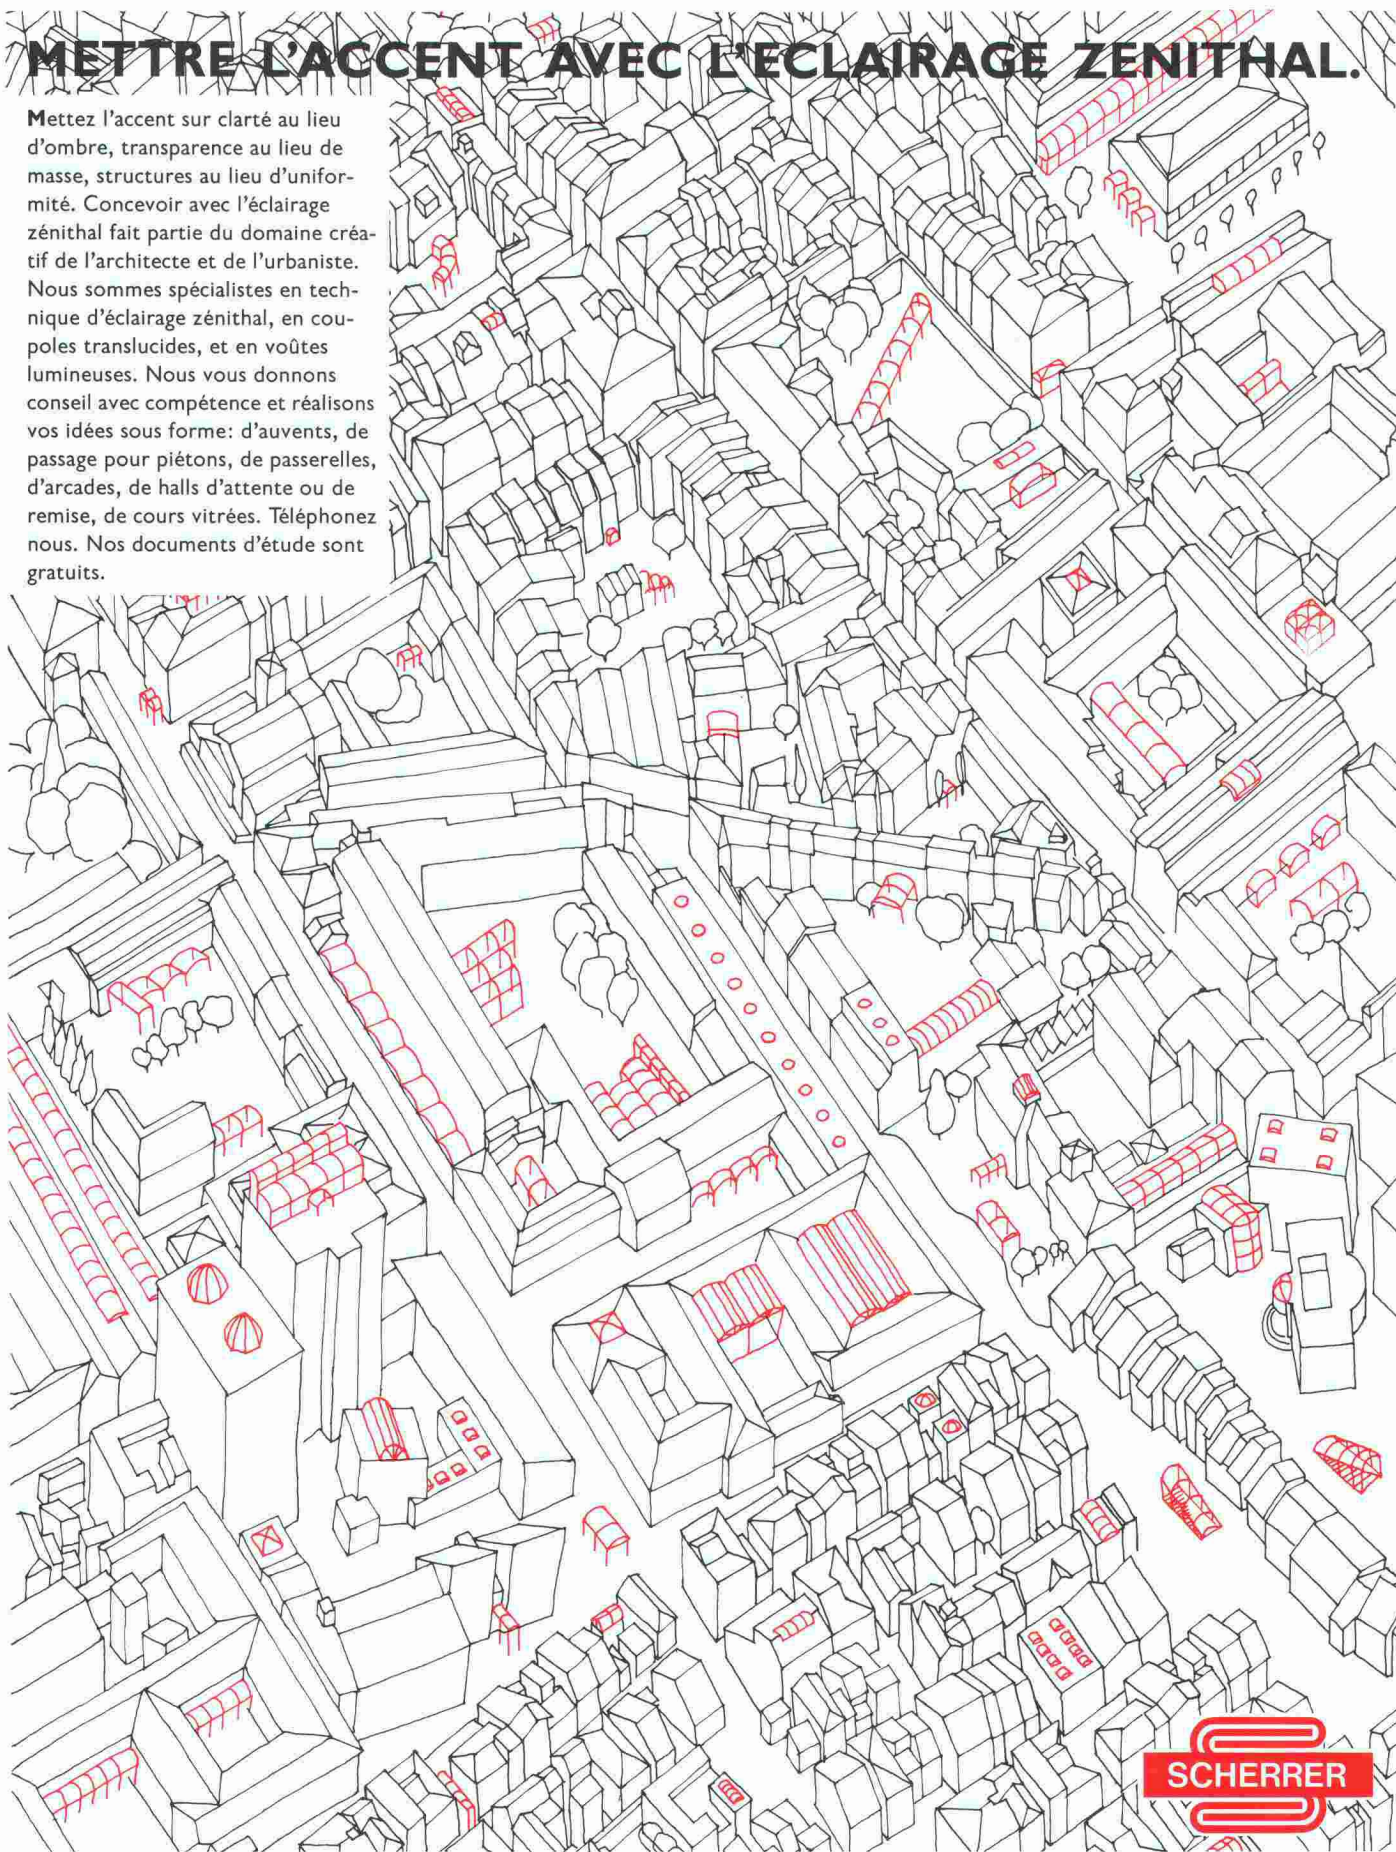 METTRE L'ACCENT AVEC L'ECLAIRAGE ZENITHAL.
Mettez l'accent sur clarté au lieu
d'ombre, transparence au lieu de
masse, structures au lieu d'unifor-
mité. Concevoir avec l'éclairage
zénithal fait partie du domaine créa-
tif de l'architecte et de l'urbaniste.
Nous sommes spécialistes en tech-
nique d'éclairage zénithal, en cou-
poles translucides, et en voûtes
lumineuses. Nous vous donnons
conseil avec compétence et réalisons
vos idées sous forme: d'auvents, de
passage pour piétons, de passerelles,
d'arcades, de halls d'attente ou de
remise, de cours vitrées. Téléphonez
nous. Nos documents d'étude sont
gratuits.
SCHERRER